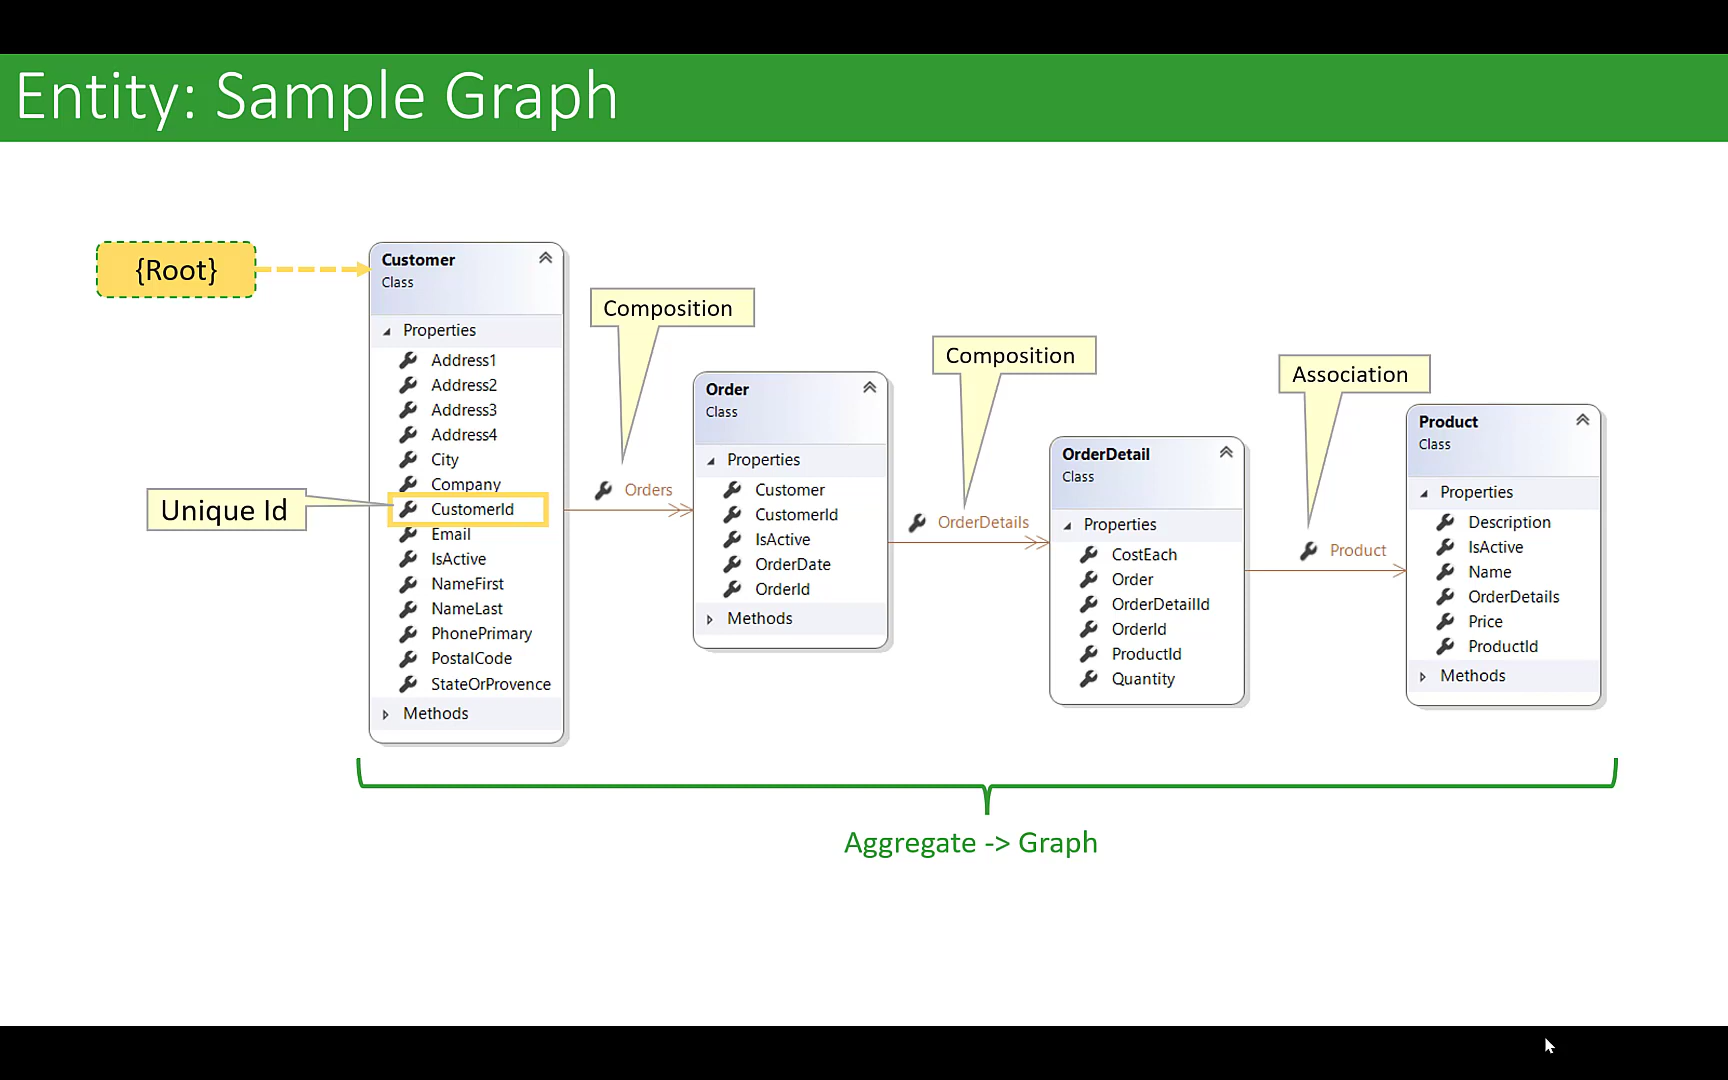 Entity: Sample Graph
{Root}
Unique Id
Customer
Class
Properties
Address1
Address2
Address3
Address4
City
Company
CustomerId
Email
IsActive
NameFirst
NameLast
PhonePrimary
PostalCode
StateOrProvence
Methods
Composition
Orders
Order
Class
Properties
Customer
CustomerId
IsActive
OrderDate
OrderId
Methods
Composition
OrderDetails
OrderDetail
Class
Properties
CostEach
Order
OrderDetailId
OrderId
ProductId
Quantity
Association
Product
Product
Class
Properties
Description
IsActive
Name
OrderDetails
Price
ProductId
Methods
Aggregate -> Graph